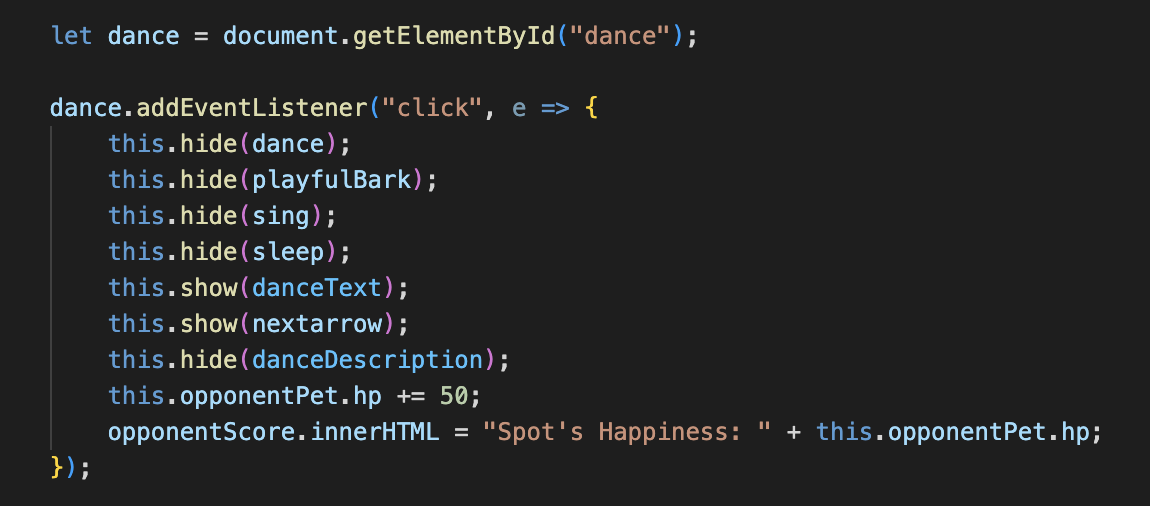 let dance = document.getElementById("dance");
dance.addEventListener("click", e => {
this.hide(dance);
this.hide(playfulBark);
this.hide(sing);
this.hide(sleep);
this.show(danceText);
this.show(nextarrow);
this.hide(danceDescription);
this.opponentPet.hp += 50;
opponentScore.innerHTML = "Spot's Happiness: " + this.opponentPet.hp;
});